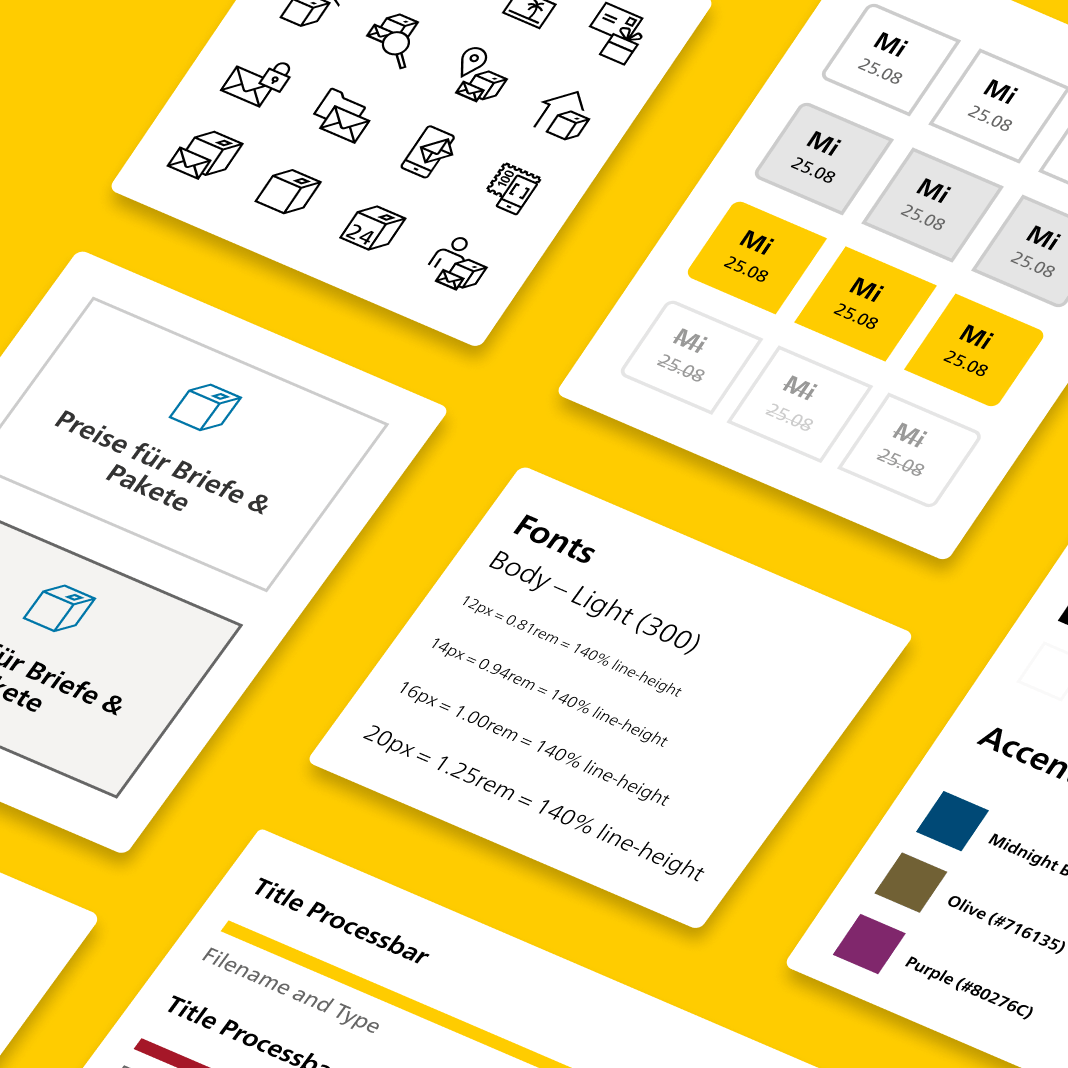 24
100
Mi
25.08
Mi
25.08
Mi
25.08
Mi
25.08
Mi
25.08
Mi
25.08
Mi
25.08
Mi
25.08
Mi
25.08
Mi
25.08
Mi
25.08
Preise für Briefe &
Pakete
für Briefe &
Fonts
Body – Light (300)
12px = 0.81rem = 140% line-height
14px = 0.94rem = 140% line-height
16px = 1.00rem = 140% line-height
20px = 1.25rem = 140% line-height
Accen
Midnight B
Olive (#716135)
Purple (#80276C)
Title Processbar
Filename and Type
Title Processba